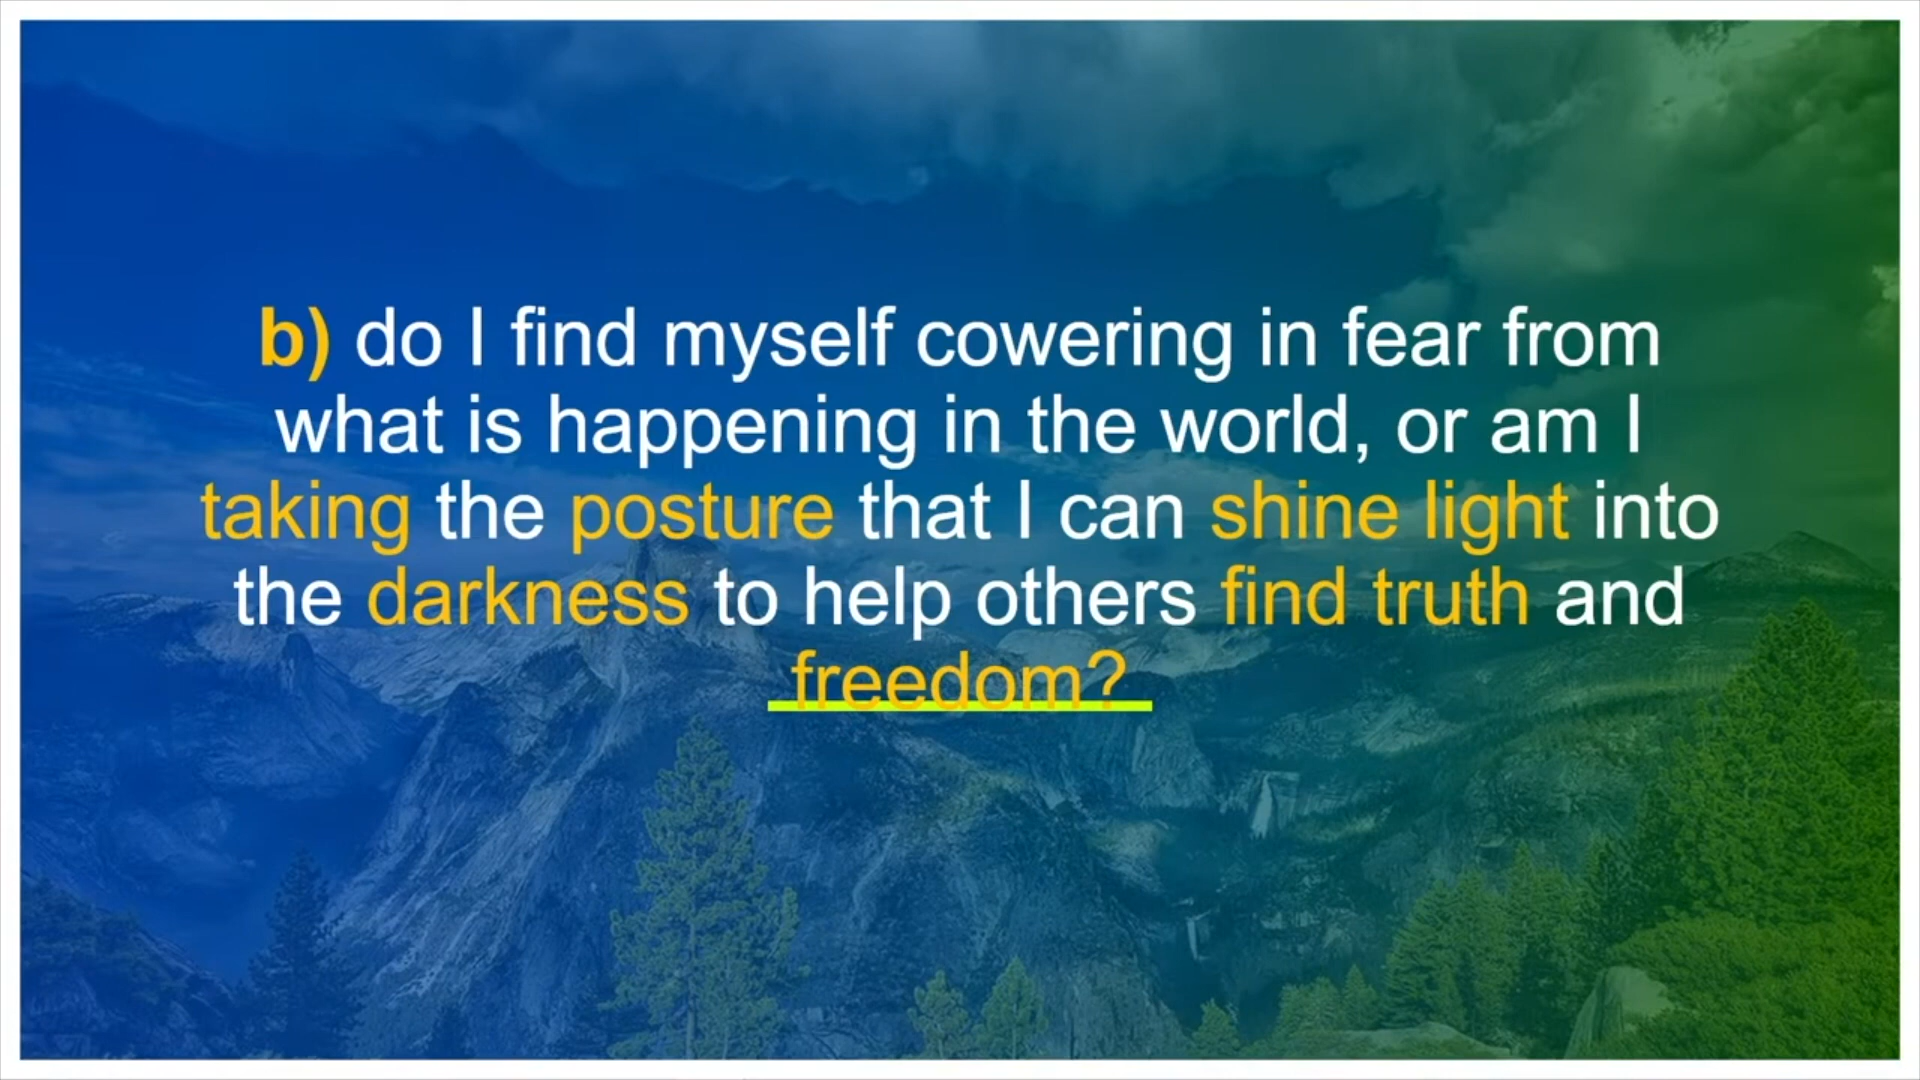 b) do I find myself cowering in fear from
what is happening in the world, or am I
taking the posture that I can shine light into
the darkness to help others find truth and
freedom?